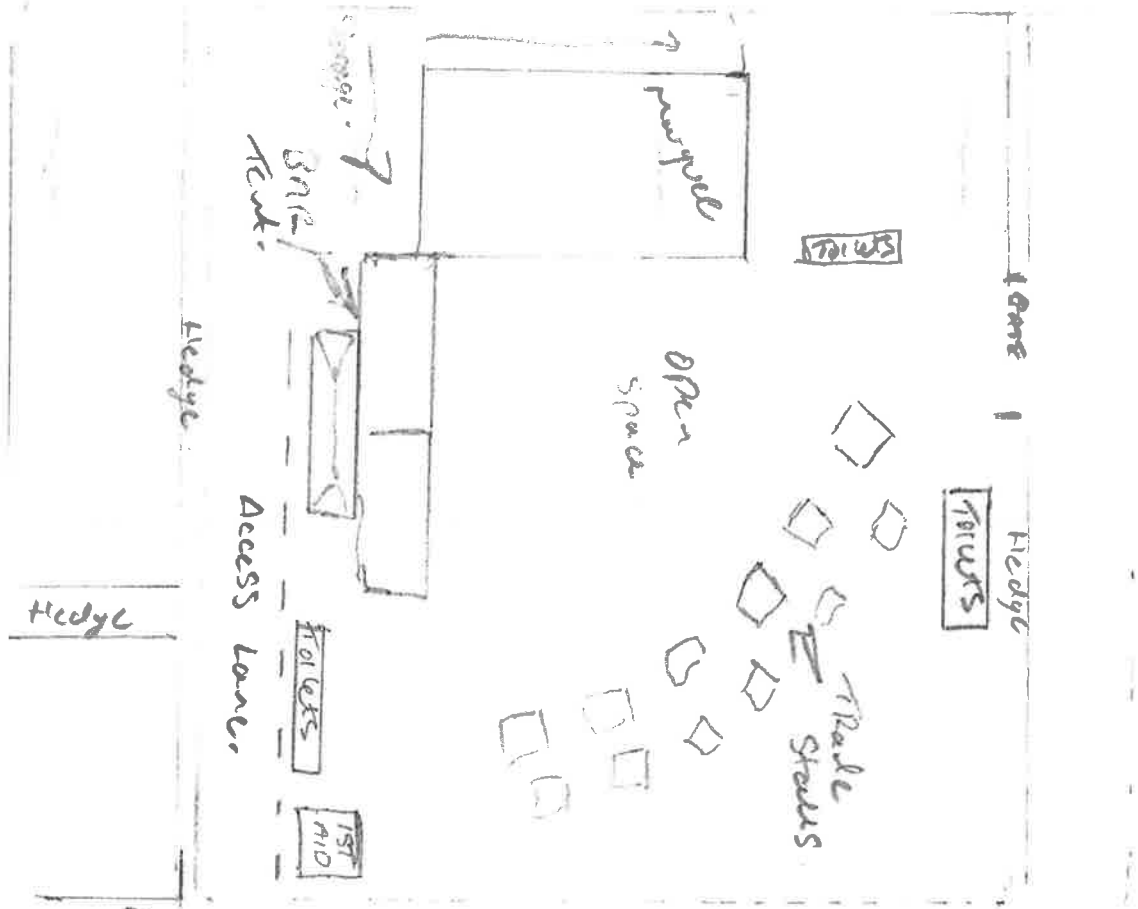 marquee
BAR
Tent.
TOILETS
GATE
Hedge
OPEN
Space
TOILETS
Hedge
Access Lane.
Hedge
Toilets
Trade
Stalls
1ST
AID